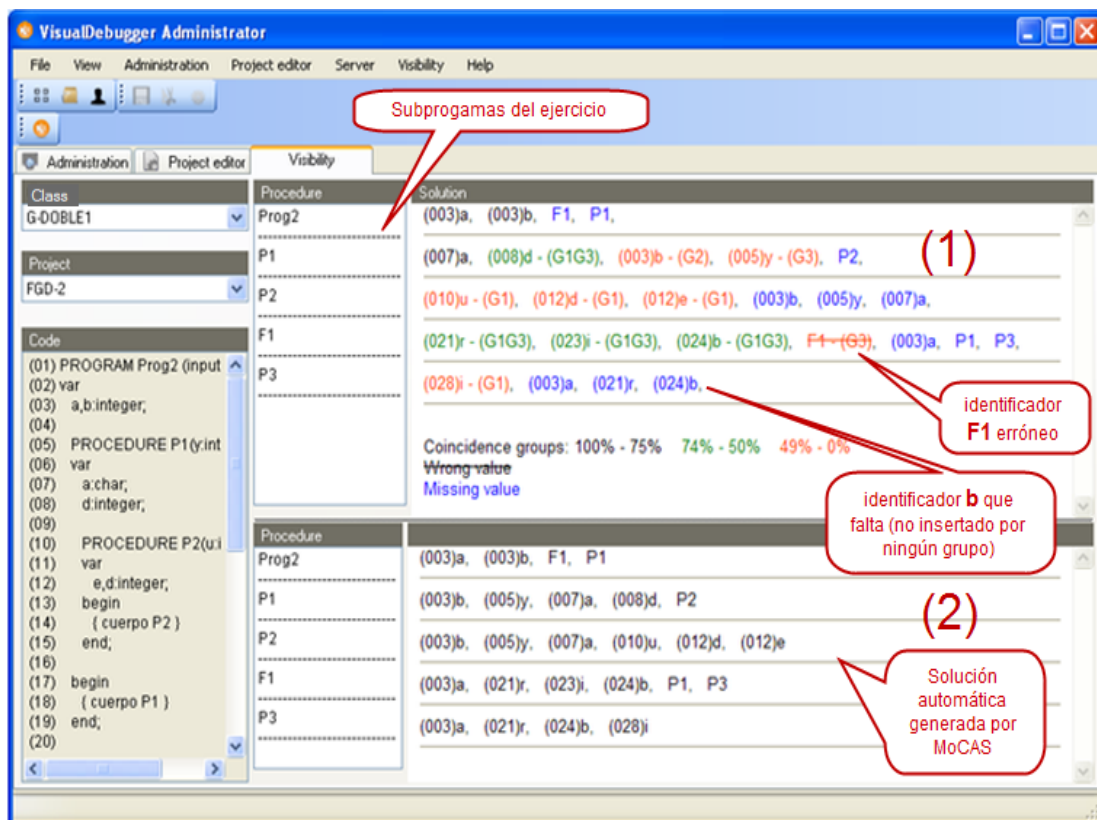 VisualDebugger Administrator
File View Administration Project editor Server Visibility Help
Subprogamas del ejercicio
Administration Project editor Visibility
Class
G-DOBLE1
Project
FGD-2
Code
(01) PROGRAM Prog2 (input
(02) var
(03) a,b:integer;
(04)
(05) PROCEDURE P1(y:int
(06) var
(07) a:char;
(08) d:integer;
(09)
(10) PROCEDURE P2(u:i
(11) var
(12) e,d:integer;
(13) begin
(14) { cuerpo P2 }
(15) end;
(16)
(17) begin
(18) { cuerpo P1 }
(19) end;
(20)
Procedure Solution
Prog2 (003)a, (003)b, F1, P1,
P1 (007)a, (008)d - (G1G3), (003)b - (G2), (005)y - (G3), P2,
P2 (010)u - (G1), (012)d - (G1), (012)e - (G1), (003)b, (005)y, (007)a,
F1 (021)r - (G1G3), (023)i - (G1G3), (024)b - (G1G3), F1 - (G3), (003)a, P1, P3,
P3 (028)i - (G1), (003)a, (021)r, (024)b,
Coincidence groups: 100% - 75% 74% - 50% 49% - 0%
Wrong value
Missing value
(1)
identificador
F1 erróneo
identificador b que
falta (no insertado por
ningún grupo)
Procedure
Prog2 (003)a, (003)b, F1, P1
P1 (003)b, (005)y, (007)a, (008)d, P2
P2 (003)b, (005)y, (007)a, (010)u, (012)d, (012)e
F1 (003)a, (021)r, (023)i, (024)b, P1, P3
P3 (003)a, (021)r, (024)b, (028)i
(2)
Solución
automática
generada por
MoCAS